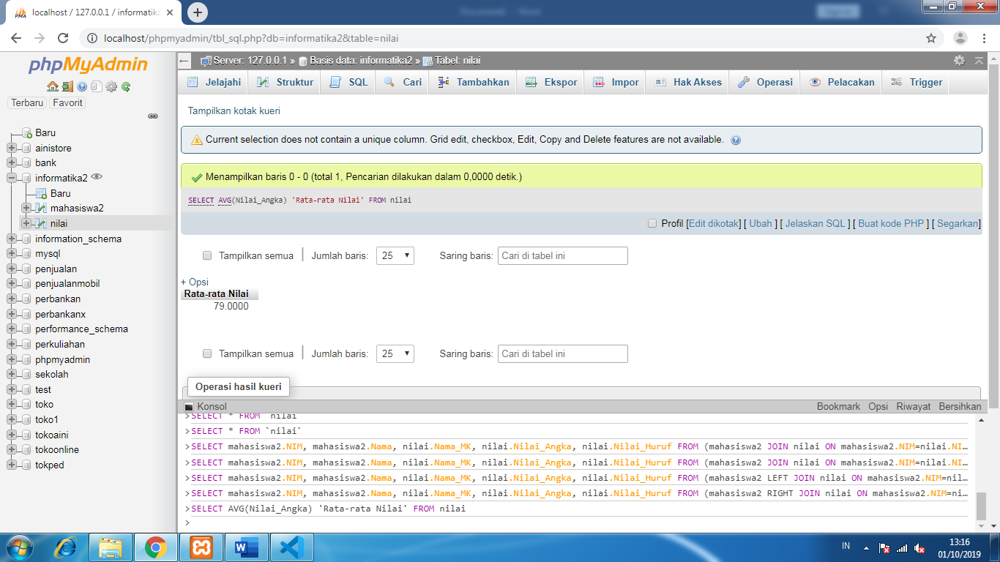 localhost / 127.0.0.1 / informatika
localhost/phpmyadmin/tbl_sql.php?db=informatika2&table=nilai
phpMyAdmin
Terbaru Favorit
Baru
ainistore
bank
informatika2
Baru
mahasiswa2
nilai
information_schema
mysql
penjualan
penjualanmobil
perbankan
perbankanx
performance_schema
perkuliahan
phpmyadmin
sekolah
test
toko
toko1
tokoaini
tokoonline
tokped
Server: 127.0.0.1 » Basis data: informatika2 » Tabel: nilai
Jelajahi Struktur SQL Cari Tambahkan Ekspor Impor Hak Akses Operasi Pelacakan Trigger
Tampilkan kotak kueri
Current selection does not contain a unique column. Grid edit, checkbox, Edit, Copy and Delete features are not available.
Menampilkan baris 0 - 0 (total 1, Pencarian dilakukan dalam 0,0000 detik.)
SELECT AVG(Nilai_Angka) 'Rata-rata Nilai' FROM nilai
Profil [Edit dikotak] [ Ubah ] [ Jelaskan SQL ] [ Buat kode PHP ] [ Segarkan]
Tampilkan semua Jumlah baris: 25 Saring baris: Cari di tabel ini
+ Opsi
Rata-rata Nilai
79.0000
Tampilkan semua Jumlah baris: 25 Saring baris: Cari di tabel ini
Operasi hasil kueri
Konsol Bookmark Opsi Riwayat Bersihkan
>SELECT * FROM `nilai`
>SELECT * FROM `nilai`
>SELECT mahasiswa2.NIM, mahasiswa2.Nama, nilai.Nama_MK, nilai.Nilai_Angka, nilai.Nilai_Huruf FROM (mahasiswa2 JOIN nilai ON mahasiswa2.NIM=nilai.NI…
>SELECT mahasiswa2.NIM, mahasiswa2.Nama, nilai.Nama_MK, nilai.Nilai_Angka, nilai.Nilai_Huruf FROM (mahasiswa2 JOIN nilai ON mahasiswa2.NIM=nilai.NI…
>SELECT mahasiswa2.NIM, mahasiswa2.Nama, nilai.Nama_MK, nilai.Nilai_Angka, nilai.Nilai_Huruf FROM (mahasiswa2 LEFT JOIN nilai ON mahasiswa2.NIM=nil…
>SELECT mahasiswa2.NIM, mahasiswa2.Nama, nilai.Nama_MK, nilai.Nilai_Angka, nilai.Nilai_Huruf FROM (mahasiswa2 RIGHT JOIN nilai ON mahasiswa2.NIM=ni…
>SELECT AVG(Nilai_Angka) 'Rata-rata Nilai' FROM nilai
>
IN
13:16
01/10/2019